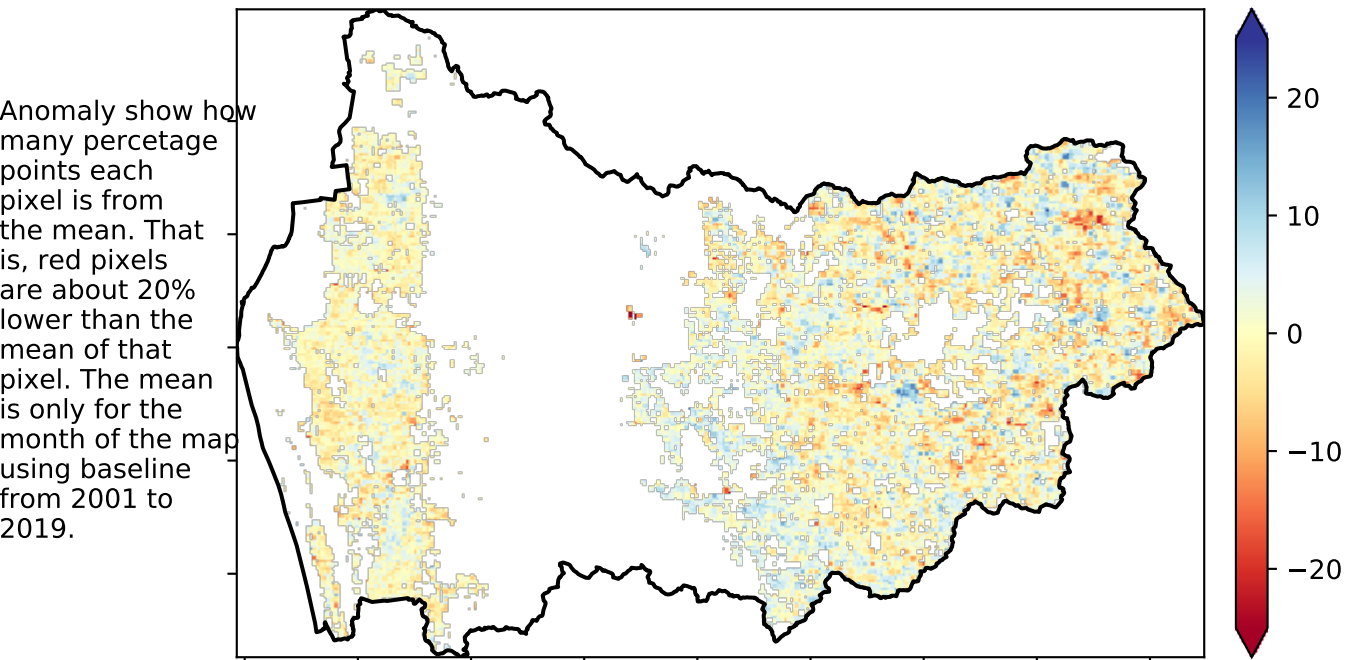 Anomaly show how
many percetage
points each
pixel is from
the mean. That
is, red pixels
are about 20%
lower than the
mean of that
pixel. The mean
is only for the
month of the map
using baseline
from 2001 to
2019.
20
10
0
−10
−20